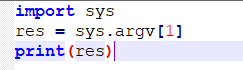 import sys
res = sys.argv[1]
print(res)